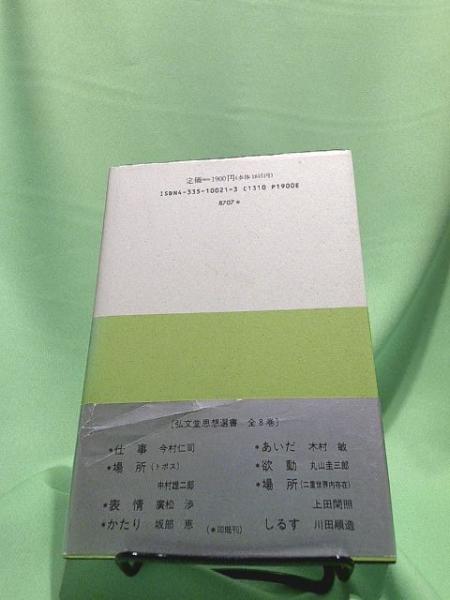 定価=1900円(本体1845円)
ISBN4-335-10021-3 C1310 P1900E
8707*
[弘文堂思想選書 全8巻]
*仕事 今村仁司
*場所(トポス)
中村雄二郎
*表情 廣松渉
*かたり 坂部恵
*あいだ 木村敏
*欲動 丸山圭三郎
*場所(二重世界内存在)
上田閑照
しるす 川田順造
(*印既刊)